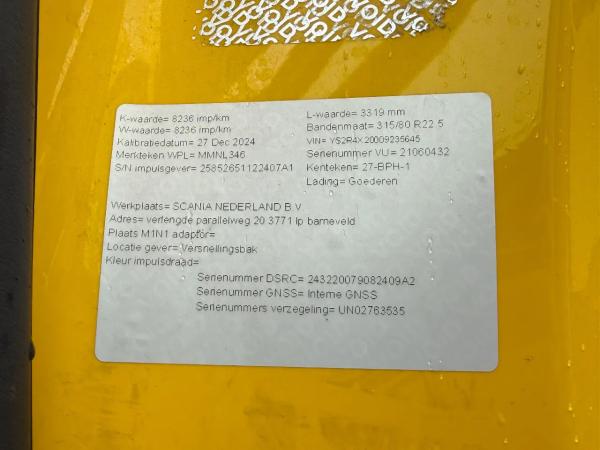 K-waarde= 8236 imp/km
W-waarde= 8236 imp/km
Kalibratiedatum= 27 Dec 2024
Merkteken WPL= MMNL346
S/N impulsgever= 25852651122407A1
L-waarde= 3319 mm
Bandenmaat= 315/80 R22.5
VIN= YS2R4X20009235645
Serienummer VU= 21060432
Kenteken= 27-BPH-1
Lading= Goederen
Werkplaats= SCANIA NEDERLAND B.V.
Adres= verlengde parallelweg 20 3771 lp barneveld
Plaats M1N1 adaptor=
Locatie gever= Versnellingsbak
Kleur impulsdraad=
Serienummer DSRC= 243220079082409A2
Serienummer GNSS= Interne GNSS
Serienummers verzegeling= UN02763535